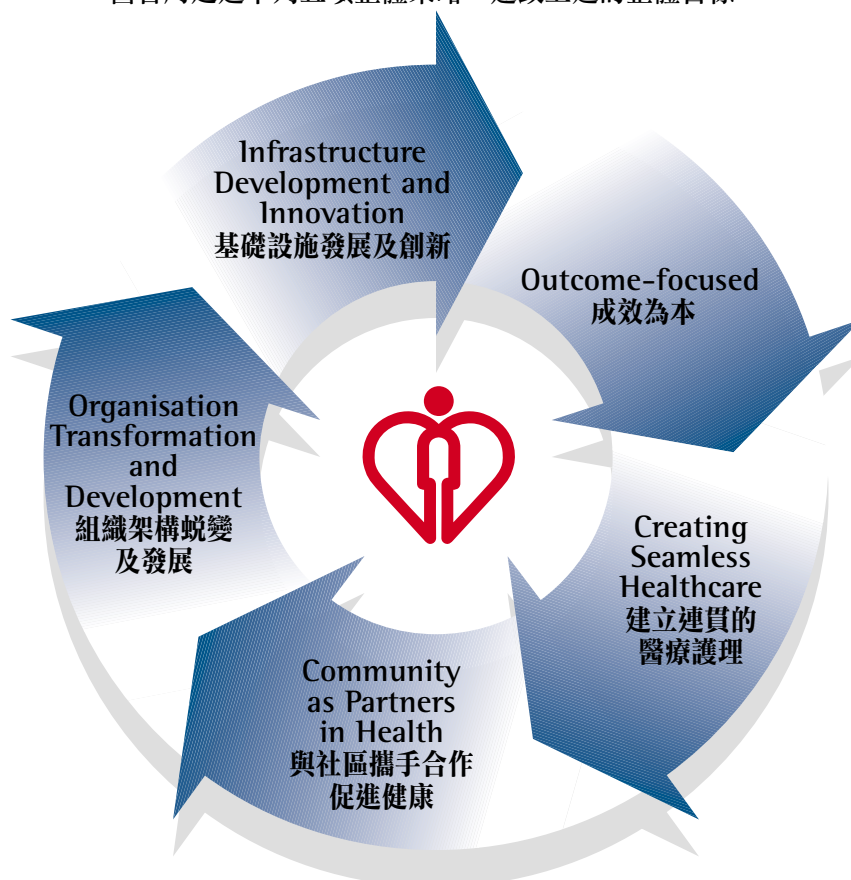 Infrastructure
Development and
Innovation
基礎設施發展及創新
Outcome-focused
成效為本
Creating
Seamless
Healthcare
建立連貫的
醫療護理
Community
as Partners
in Health
與社區攜手合作
促進健康
Organisation
Transformation
and
Development
組織架構蛻變
及發展